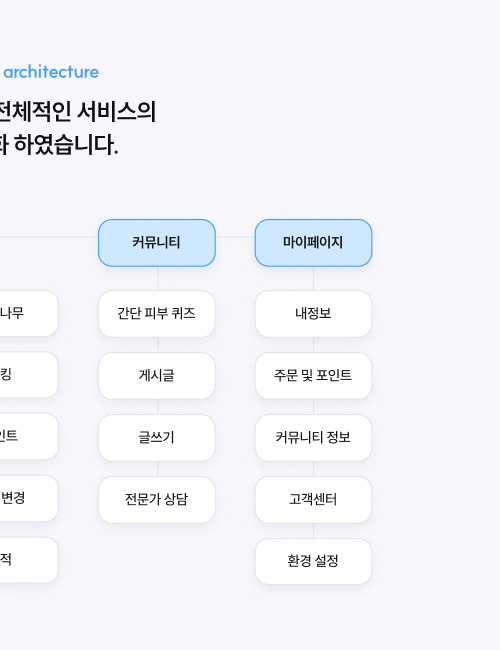 architecture
전체적인 서비스의
하였습니다.
커뮤니티
마이페이지
나무
간단 피부 퀴즈
내정보
킹
게시글
주문 및 포인트
인트
글쓰기
커뮤니티 정보
변경
전문가 상담
고객센터
적
환경 설정